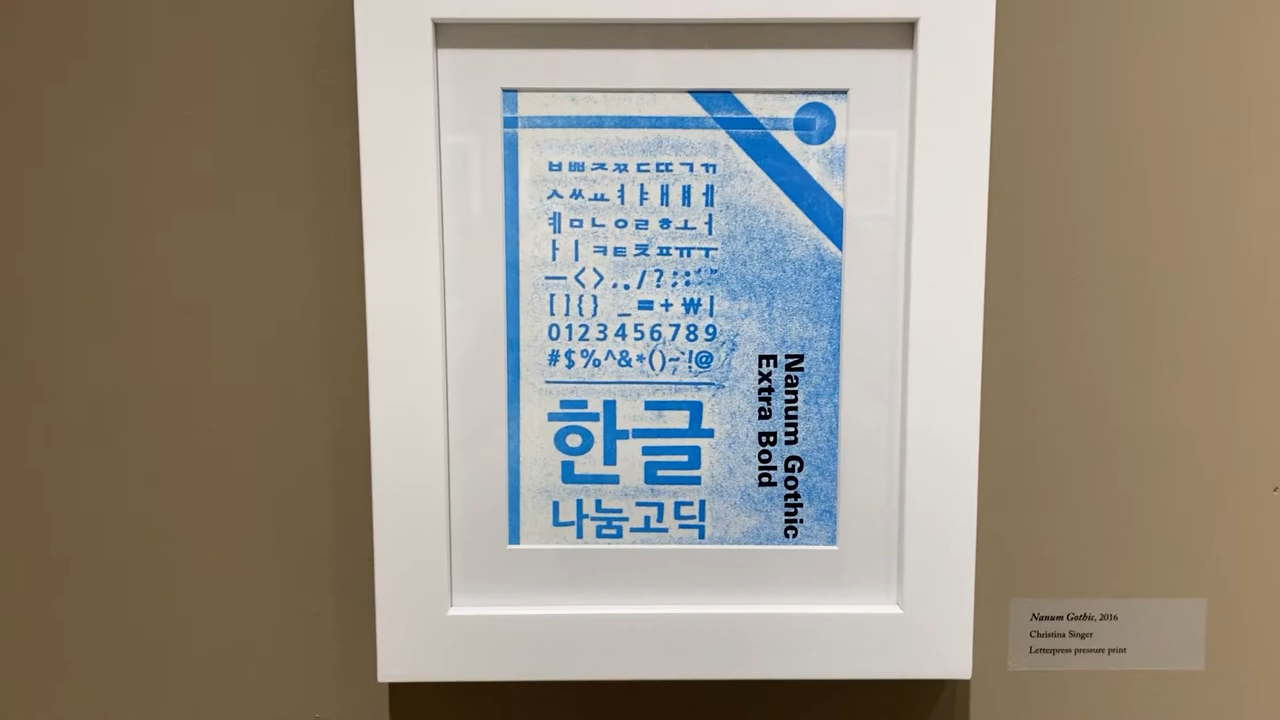 ㅂㅃㅈㅉㄷㄸㄱㄲ
ㅅㅆㅛㅕㅑㅐㅒㅔ
ㅖㅁㄴㅇㄹㅎㅗㅓ
ㅏㅣㅋㅌㅊㅍㅠㅜ
[]{} _=+₩|
0123456789
#$%^&*()~`!@
한글
나눔고딕
Nanum Gothic
Extra Bold
Nanum Gothic, 2016
Christina Singer
Letterpress pressure print